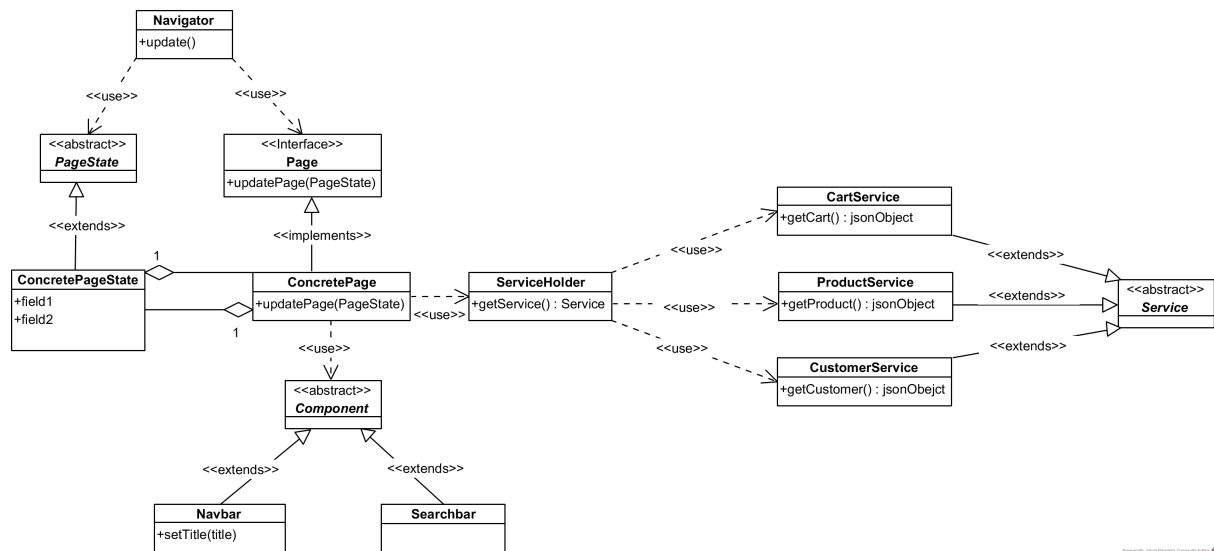 Navigator
+update()
<<use>>
<<use>>
<<abstract>>
PageState
<<Interface>>
Page
+updatePage(PageState)
<<extends>>
<<implements>>
ConcretePageState
+field1
+field2
1
1
ConcretePage
+updatePage(PageState)
<<use>>
ServiceHolder
+getService() : Service
<<use>>
<<use>>
<<use>>
CartService
+getCart() : jsonObject
ProductService
+getProduct() : jsonObject
CustomerService
+getCustomer() : jsonObejct
<<extends>>
<<extends>>
<<extends>>
<<abstract>>
Service
<<use>>
<<abstract>>
Component
<<extends>>
<<extends>>
Navbar
+setTitle(title)
Searchbar